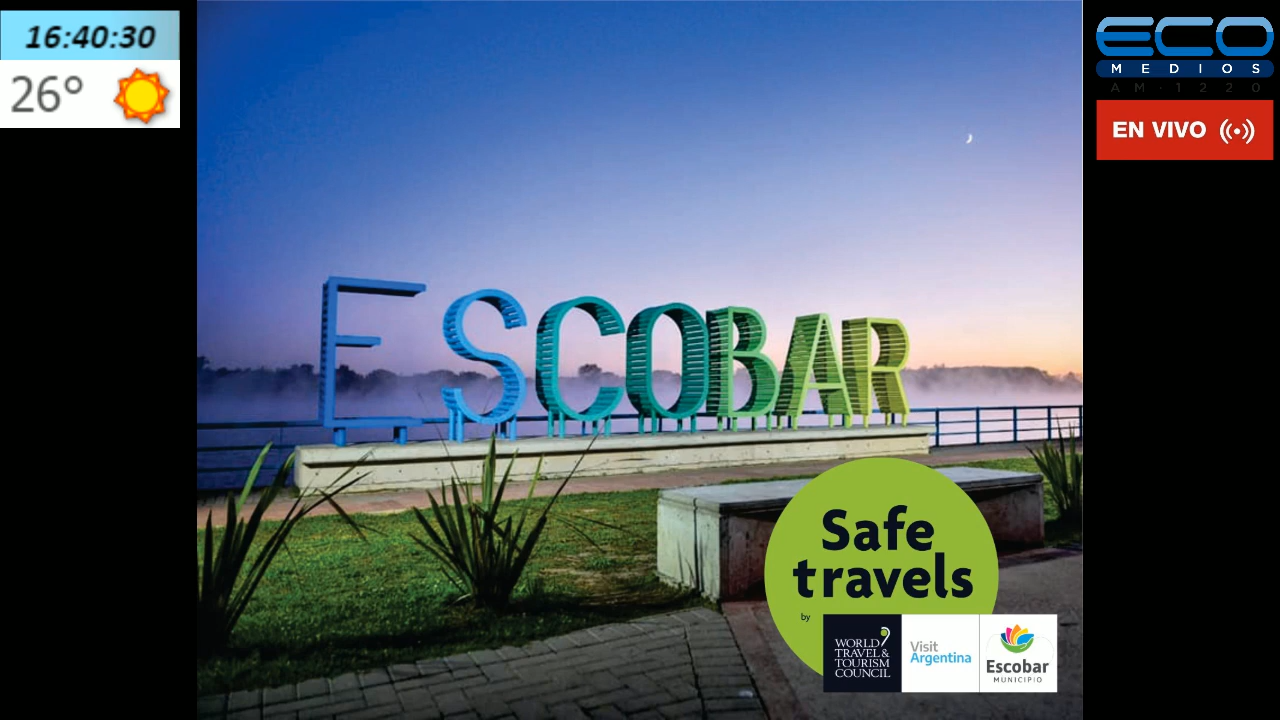 16:40:30
26°
ECO
MEDIOS
AM·1220
EN VIVO
ESCOBAR
Safe
travels
by
WORLD
TRAVEL &
TOURISM
COUNCIL
Visit
Argentina
Escobar
MUNICIPIO